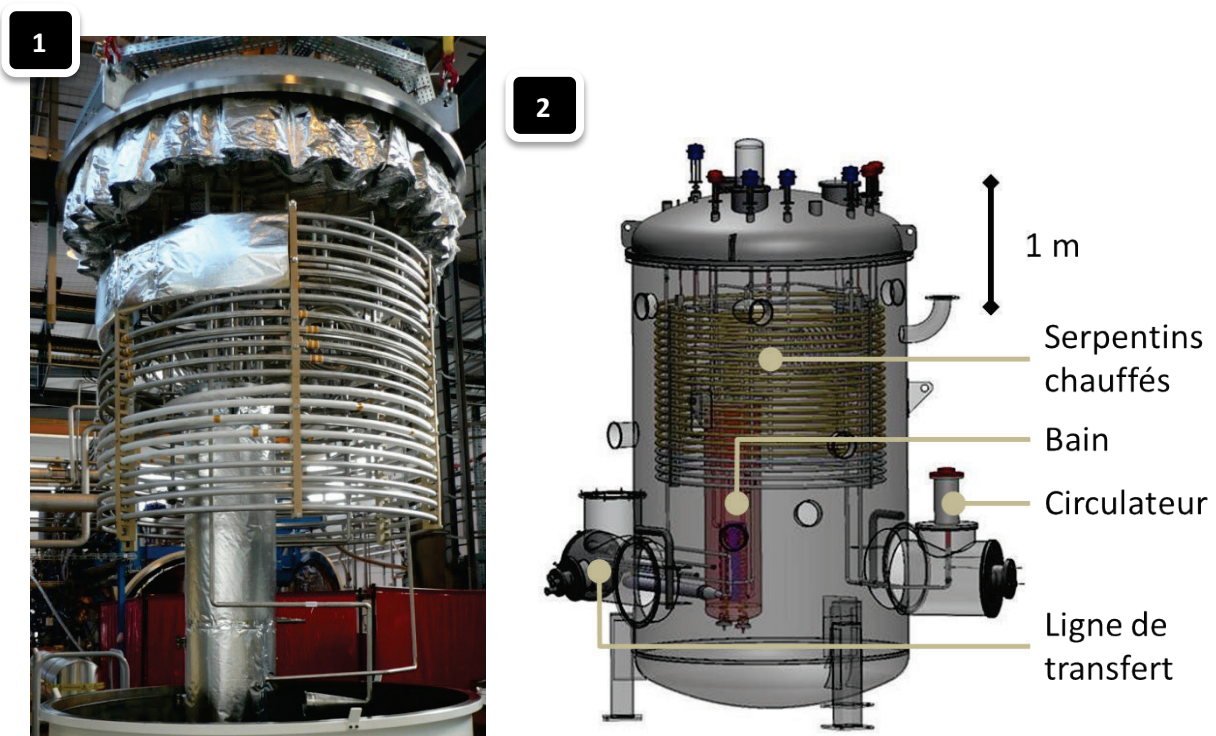 1
2
1 m
Serpentins
chauffés
Bain
Circulateur
Ligne de
transfert